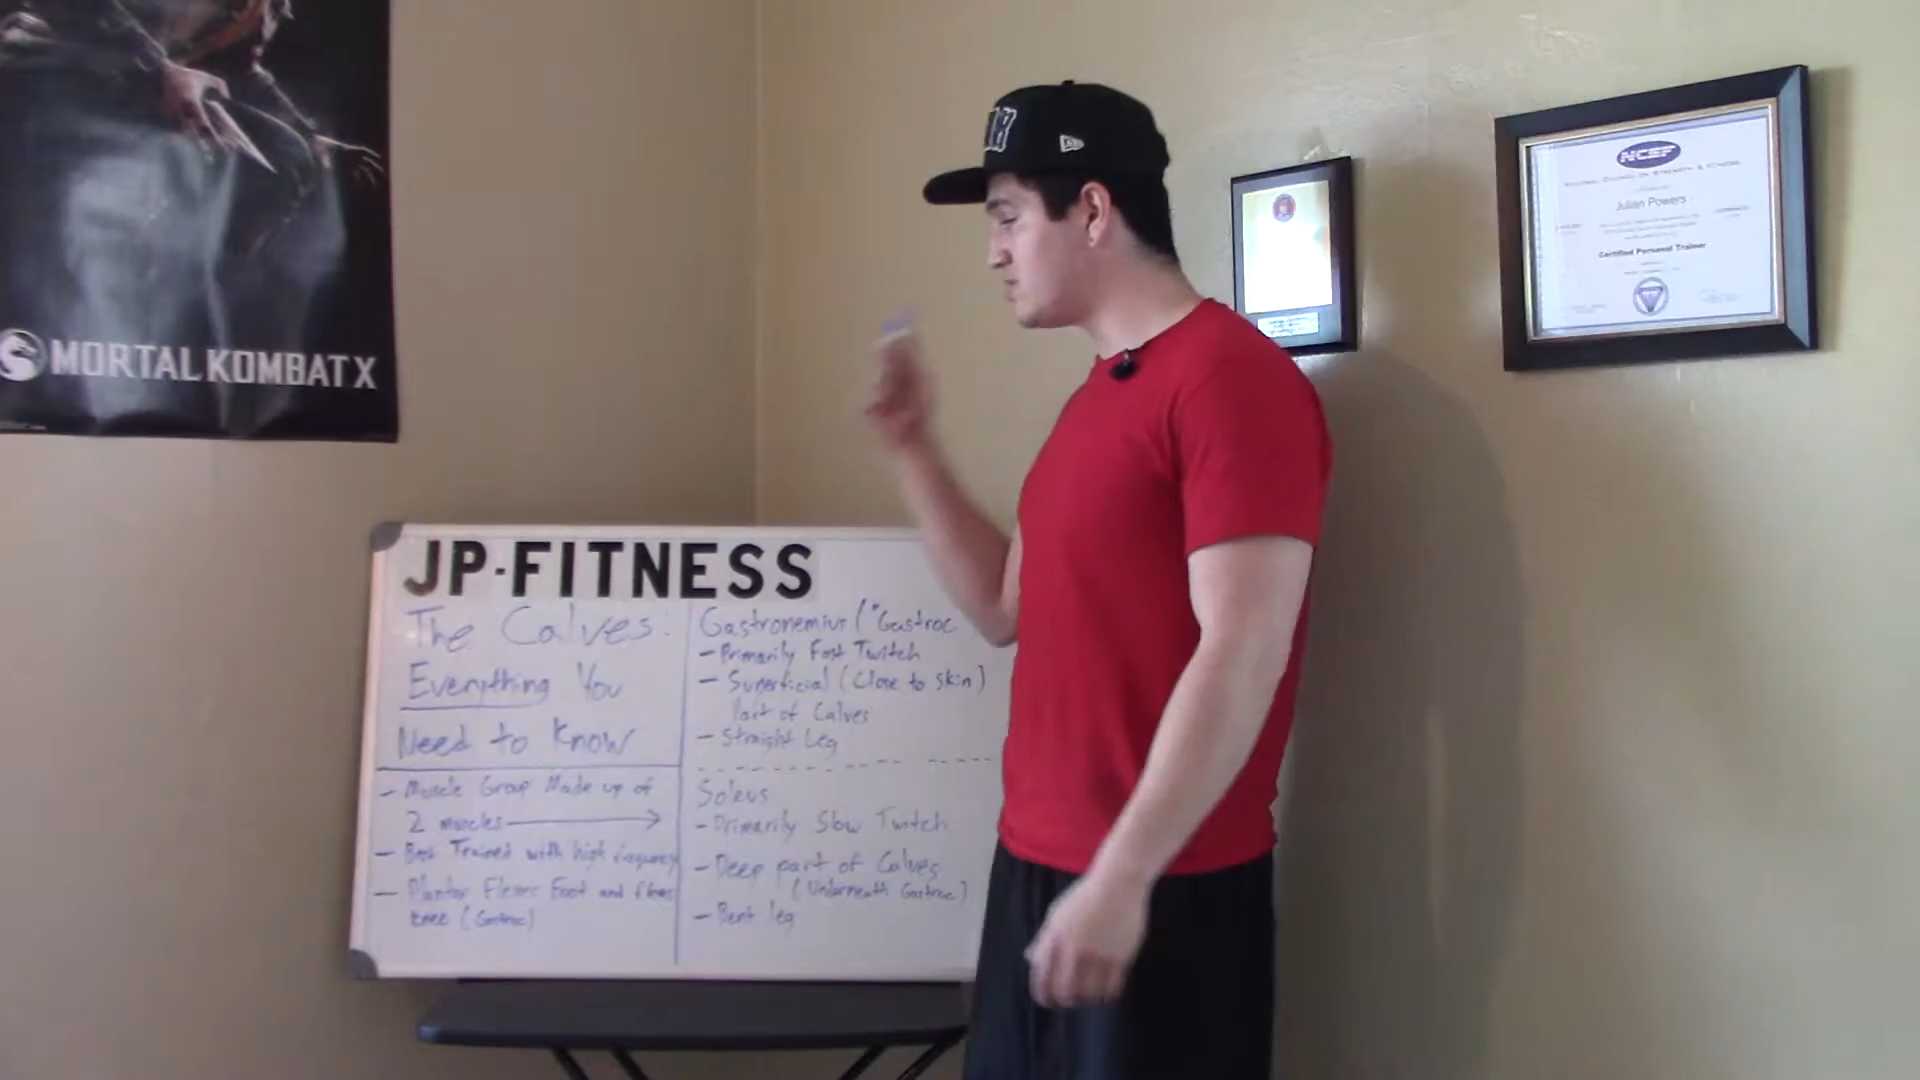 MORTAL KOMBAT X
NCSF
Julian Powers
Certified Personal Trainer
JP-FITNESS
The Calves:
Everything You
Need to Know
- Muscle Group Made up of
2 muscles
- Best Trained with high frequency
- Plantar Flexes Foot and flexes
knee (Gastroc)
Gastronemius ("Gastroc
- Primarily Fast Twitch
- Superficial (Close to skin)
Part of Calves
- Straight Leg
Soleus
- Primarily Slow Twitch
- Deep part of Calves
(Underneath Gastroc)
- Bent leg